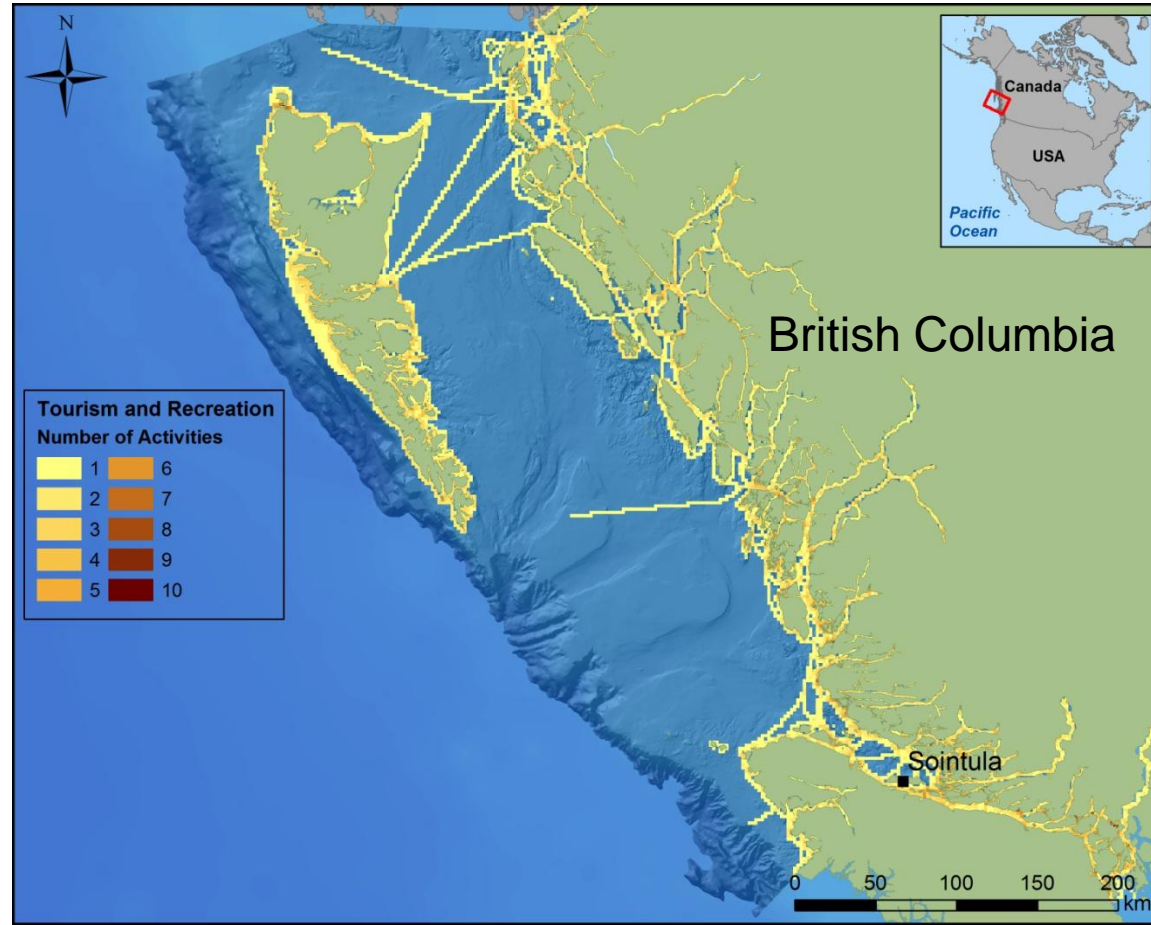 N
Canada
USA
Pacific
Ocean
British Columbia
Tourism and Recreation
Number of Activities
1 6
2 7
3 8
4 9
5 10
Sointula
0 50 100 150 200
km